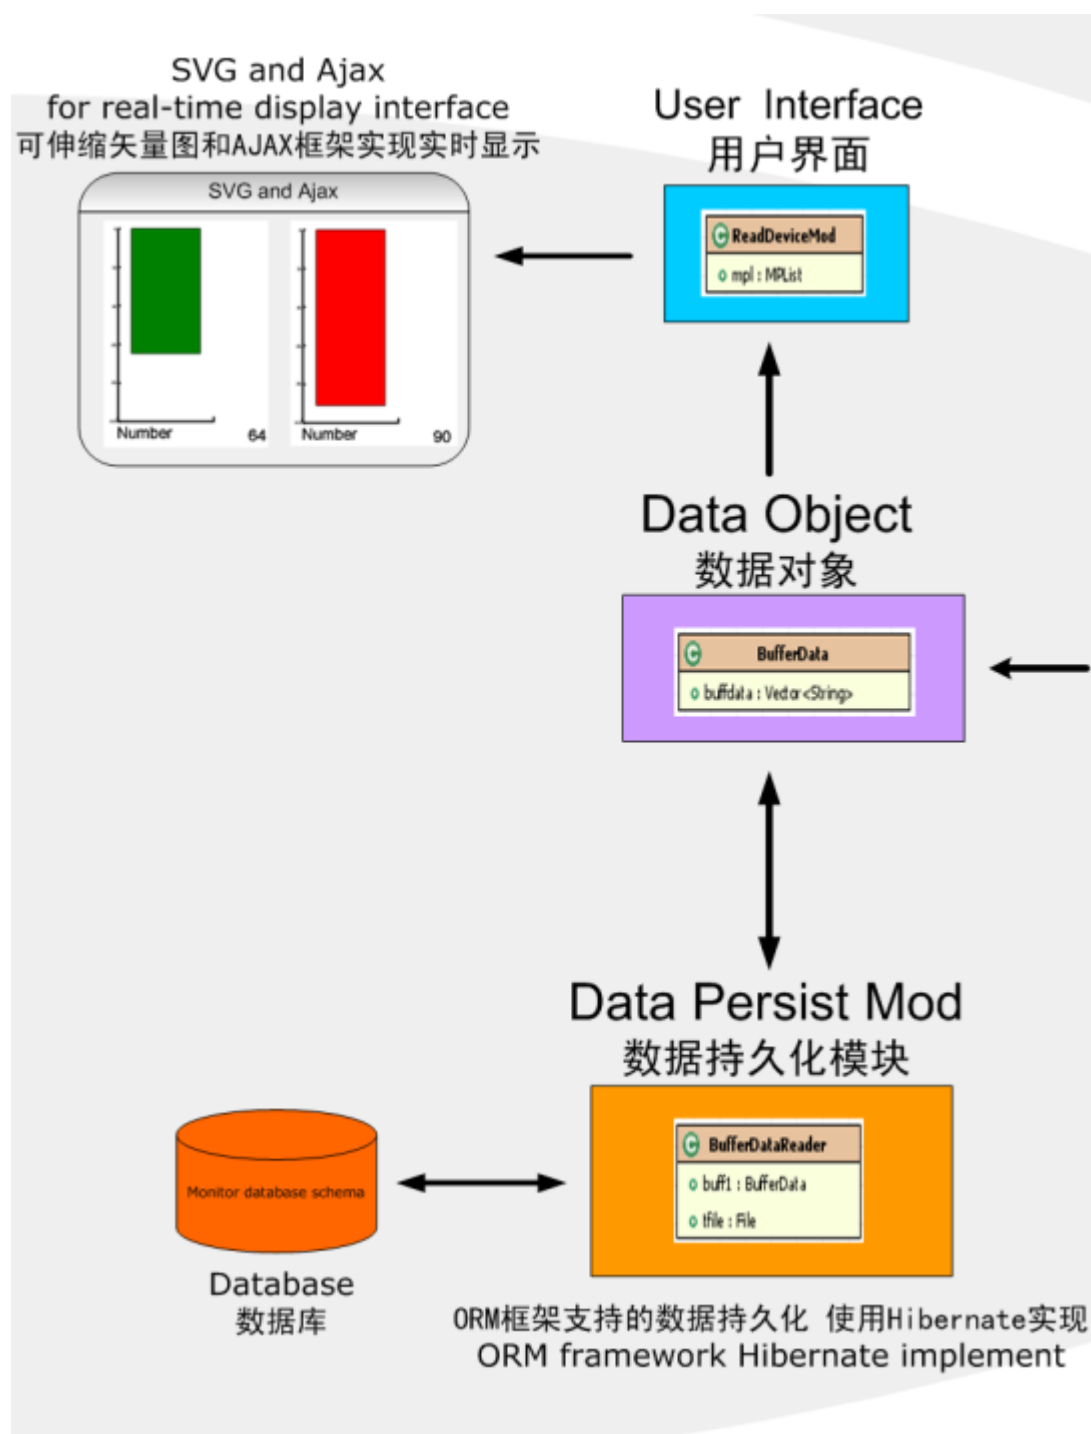 SVG and Ajax
for real-time display interface
可伸缩矢量图和AJAX框架实现实时显示
SVG and Ajax
Number 64
Number 90
User Interface
用户界面
ReadDeviceMod
mpl : MPList
Data Object
数据对象
BufferData
buffdata : Vector<String>
Data Persist Mod
数据持久化模块
BufferDataReader
buff1 : BufferData
tfile : File
Monitor database schema
Database
数据库
ORM框架支持的数据持久化 使用Hibernate实现
ORM framework Hibernate implement